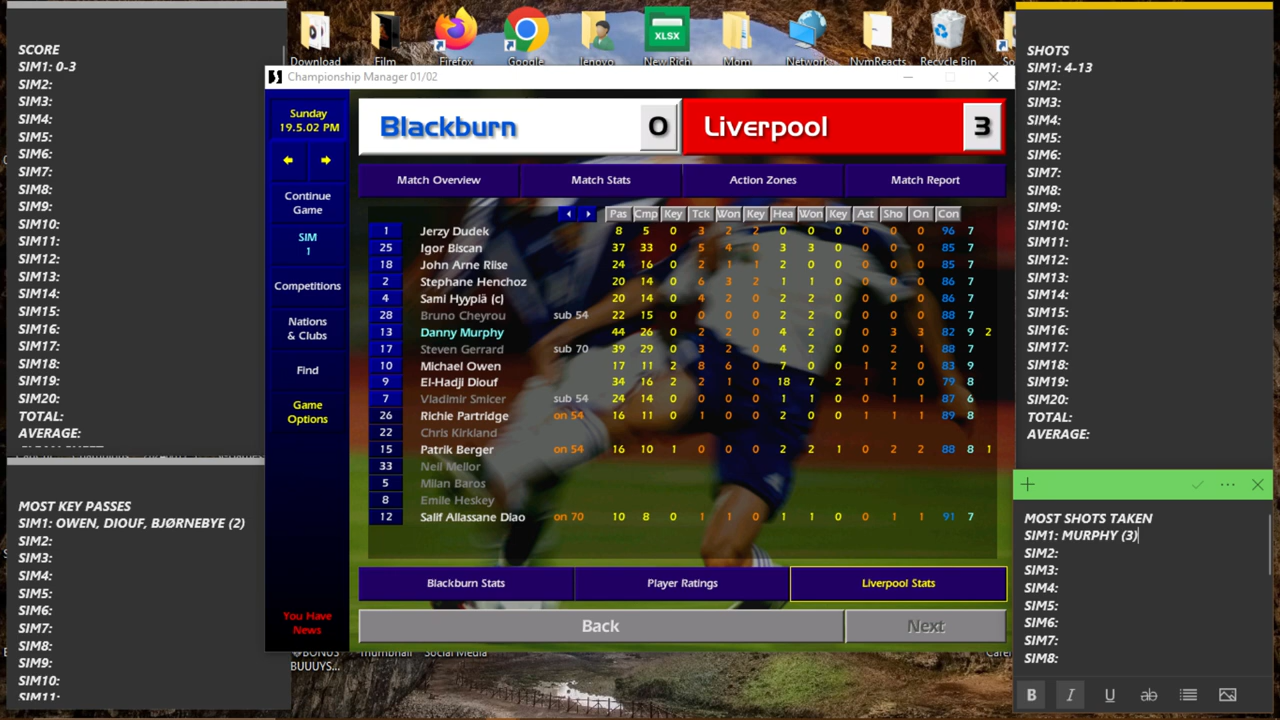 SCORE
SIM1: 0-3
SIM2:
SIM3:
SIM4:
SIM5:
SIM6:
SIM7:
SIM8:
SIM9:
SIM10:
SIM11:
SIM12:
SIM13:
SIM14:
SIM15:
SIM16:
SIM17:
SIM18:
SIM19:
SIM20:
TOTAL:
AVERAGE:
MOST KEY PASSES
SIM1: OWEN, DIOUF, BJØRNEBYE (2)
SIM2:
SIM3:
SIM4:
SIM5:
SIM6:
SIM7:
SIM8:
SIM9:
SIM10:
SIM11:
Download Film Firefox Google lenovo New Rich Mom Network NymReacts Recycle Bin
XLSX
Championship Manager 01/02
Sunday
19.5.02 PM
Continue
Game
SIM
1
Competitions
Nations
& Clubs
Find
Game
Options
You Have
News
Blackburn 0 Liverpool 3
Match Overview Match Stats Action Zones Match Report
Pas Cmp Key Tck Won Key Hea Won Key Ast Sho On Con
1 Jerzy Dudek 8 5 0 3 2 2 0 0 0 0 0 0 96 7
25 Igor Biscan 37 33 0 5 4 0 3 3 0 0 0 0 85 7
18 John Arne Riise 24 16 0 2 1 1 2 0 0 0 0 0 85 7
2 Stephane Henchoz 20 14 0 6 3 2 1 1 0 0 0 0 86 7
4 Sami Hyypiä (c) 20 14 0 4 2 0 2 2 0 0 0 0 86 7
28 Bruno Cheyrou sub 54 22 15 0 0 0 0 2 2 0 0 0 0 88 7
13 Danny Murphy 44 26 0 2 2 0 4 2 0 0 3 3 82 9 2
17 Steven Gerrard sub 70 39 29 0 3 2 0 4 2 0 0 2 1 88 7
10 Michael Owen 17 11 2 8 6 0 7 0 0 1 2 0 83 9
9 El-Hadji Diouf 34 16 2 2 1 0 18 7 2 1 1 0 79 8
7 Vladimir Smicer sub 54 24 14 0 0 0 0 1 1 0 0 1 0 87 6
26 Richie Partridge on 54 16 11 0 1 0 0 2 0 0 1 1 1 89 8
22 Chris Kirkland
15 Patrik Berger on 54 16 10 1 0 0 0 2 2 1 0 2 2 88 8 1
33 Neil Mellor
5 Milan Baros
8 Emile Heskey
12 Salif Allassane Diao on 70 10 8 0 1 1 0 1 1 0 0 1 1 91 7
Blackburn Stats Player Ratings Liverpool Stats
Back Next
BONUS
BUUUYS...
Thumbnail Social Media
SHOTS
SIM1: 4-13
SIM2:
SIM3:
SIM4:
SIM5:
SIM6:
SIM7:
SIM8:
SIM9:
SIM10:
SIM11:
SIM12:
SIM13:
SIM14:
SIM15:
SIM16:
SIM17:
SIM18:
SIM19:
SIM20:
TOTAL:
AVERAGE:
MOST SHOTS TAKEN
SIM1: MURPHY (3)
SIM2:
SIM3:
SIM4:
SIM5:
SIM6:
SIM7:
SIM8:
B I U ab